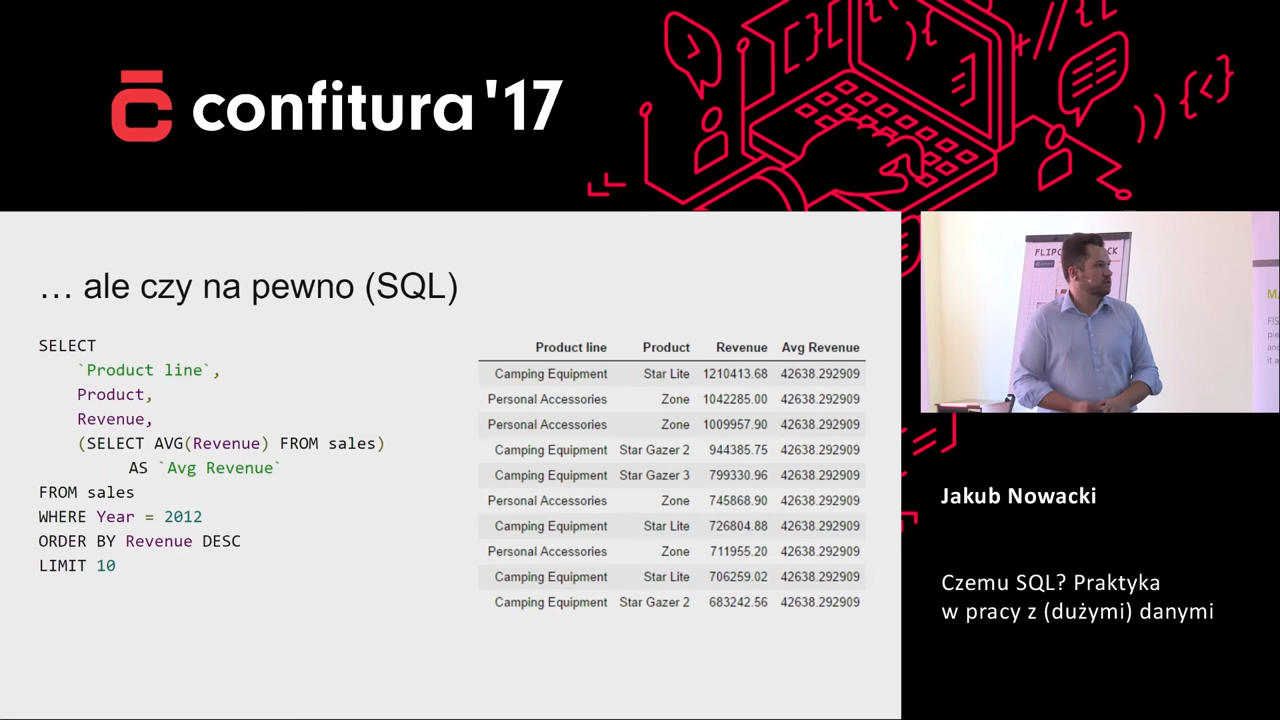 confitura '17
… ale czy na pewno (SQL)
SELECT
`Product line`,
Product,
Revenue,
(SELECT AVG(Revenue) FROM sales)
AS `Avg Revenue`
FROM sales
WHERE Year = 2012
ORDER BY Revenue DESC
LIMIT 10
Product line Product Revenue Avg Revenue
Camping Equipment Star Lite 1210413.68 42638.292909
Personal Accessories Zone 1042285.00 42638.292909
Personal Accessories Zone 1009957.90 42638.292909
Camping Equipment Star Gazer 2 944385.75 42638.292909
Camping Equipment Star Gazer 3 799330.96 42638.292909
Personal Accessories Zone 745868.90 42638.292909
Camping Equipment Star Lite 726804.88 42638.292909
Personal Accessories Zone 711955.20 42638.292909
Camping Equipment Star Lite 706259.02 42638.292909
Camping Equipment Star Gazer 2 683242.56 42638.292909
Jakub Nowacki
Czemu SQL? Praktyka
w pracy z (dużymi) danymi